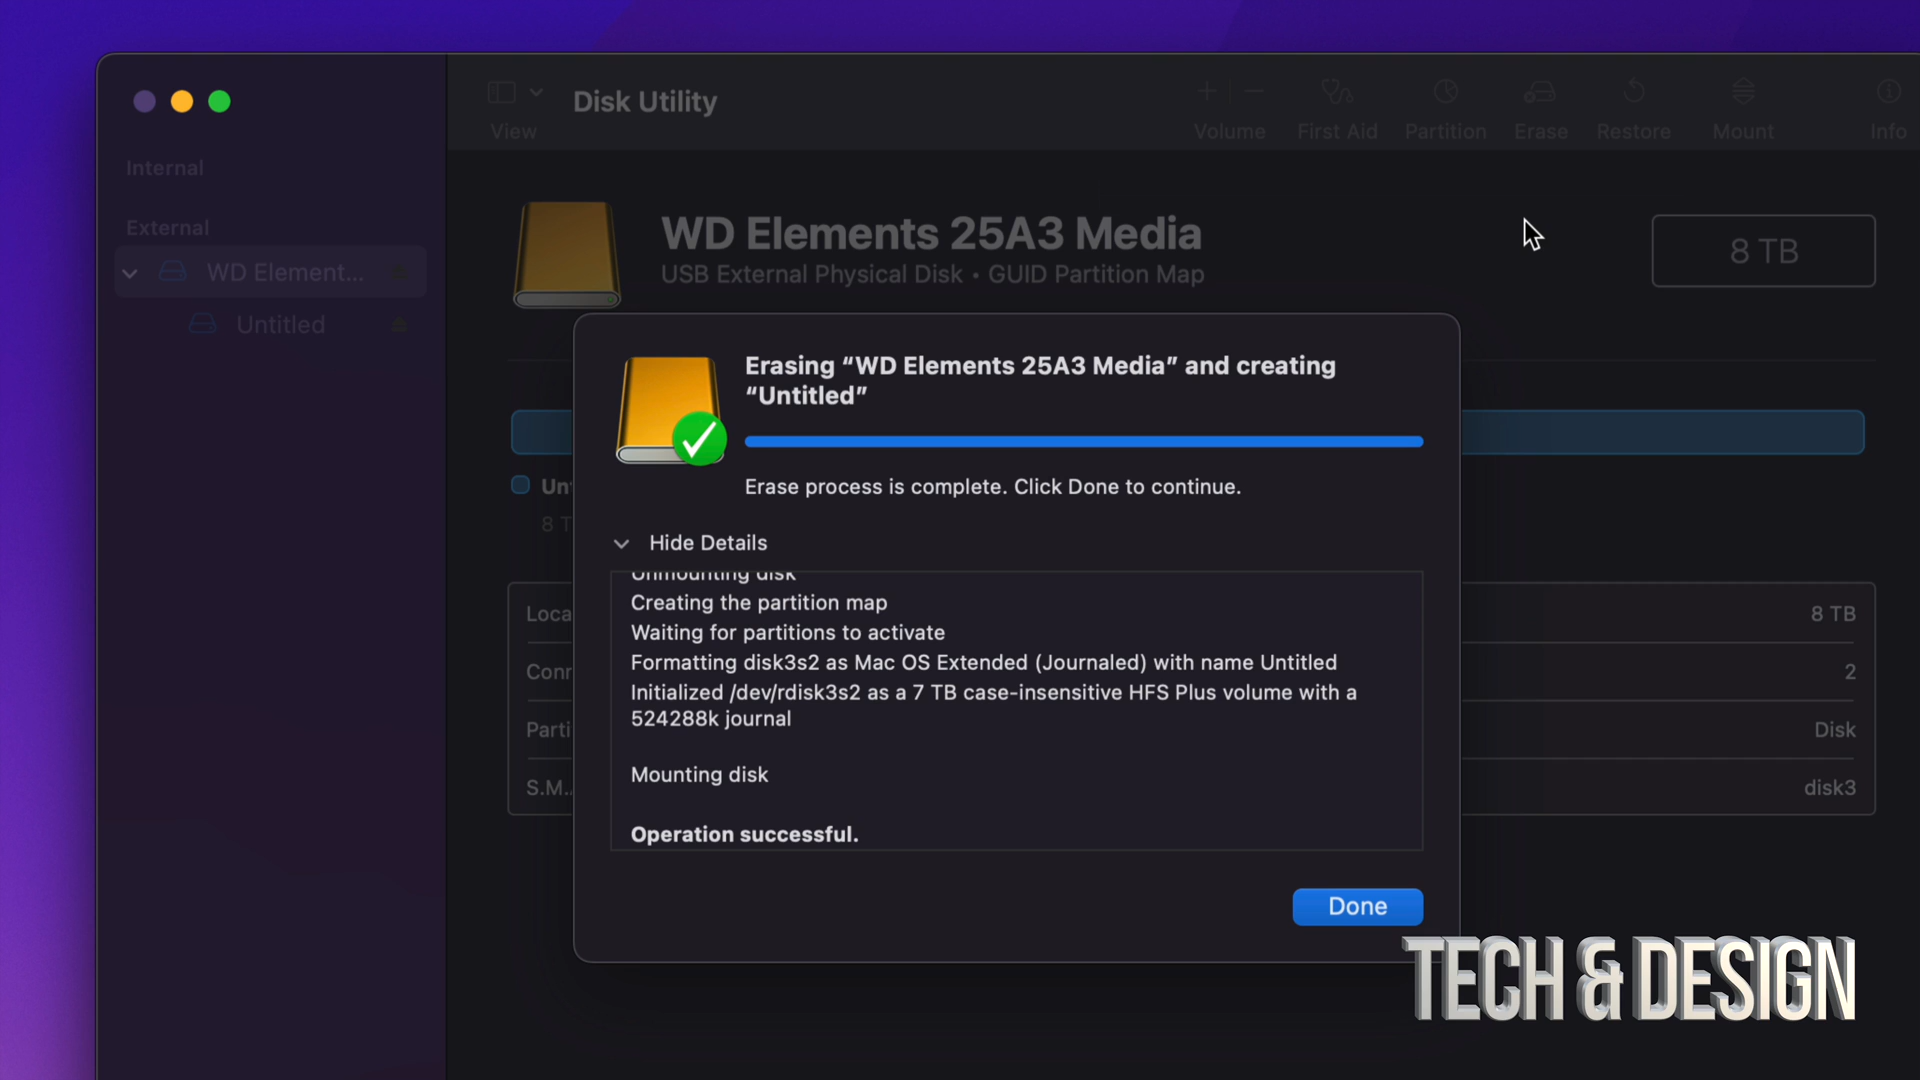 Disk Utility
View
Volume
First Aid
Partition
Erase
Restore
Mount
Info
Internal
External
WD Element...
Untitled
WD Elements 25A3 Media
USB External Physical Disk • GUID Partition Map
8 TB
Erasing “WD Elements 25A3 Media” and creating
“Untitled”
Erase process is complete. Click Done to continue.
Hide Details
Unmounting disk
Creating the partition map
Waiting for partitions to activate
Formatting disk3s2 as Mac OS Extended (Journaled) with name Untitled
Initialized /dev/rdisk3s2 as a 7 TB case-insensitive HFS Plus volume with a
524288k journal
Mounting disk
Operation successful.
Done
8 TB
2
Disk
disk3
TECH & DESIGN